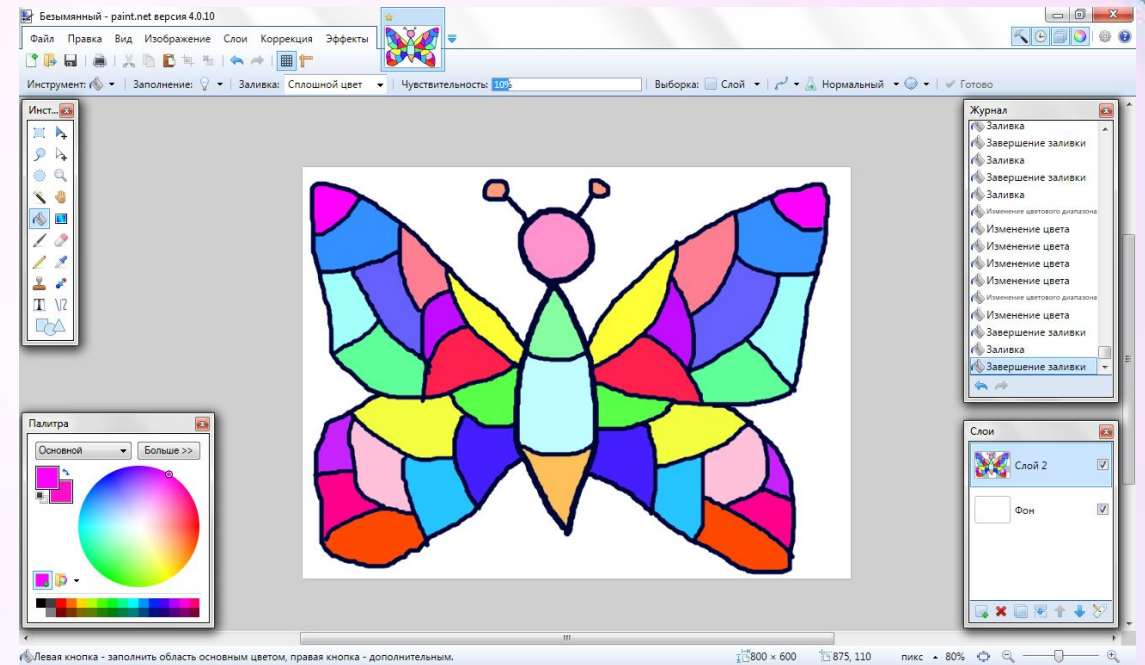 Безымянный - paint.net версия 4.0.10
Файл Правка Вид Изображение Слои Коррекция Эффекты
Инструмент: Заполнение: Заливка: Сплошной цвет Чувствительность: 10% Выборка: Слой Нормальный Готово
Инст...
Журнал
Заливка
Завершение заливки
Заливка
Завершение заливки
Заливка
Изменение цветового диапазона
Изменение цвета
Изменение цвета
Изменение цвета
Изменение цвета
Изменение цветового диапазона
Изменение цвета
Завершение заливки
Заливка
Завершение заливки
Палитра
Основной Больше >>
Слои
Слой 2
Фон
Левая кнопка - заполнить область основным цветом, правая кнопка - дополнительным. 800 × 600 875, 110 пикс 80%